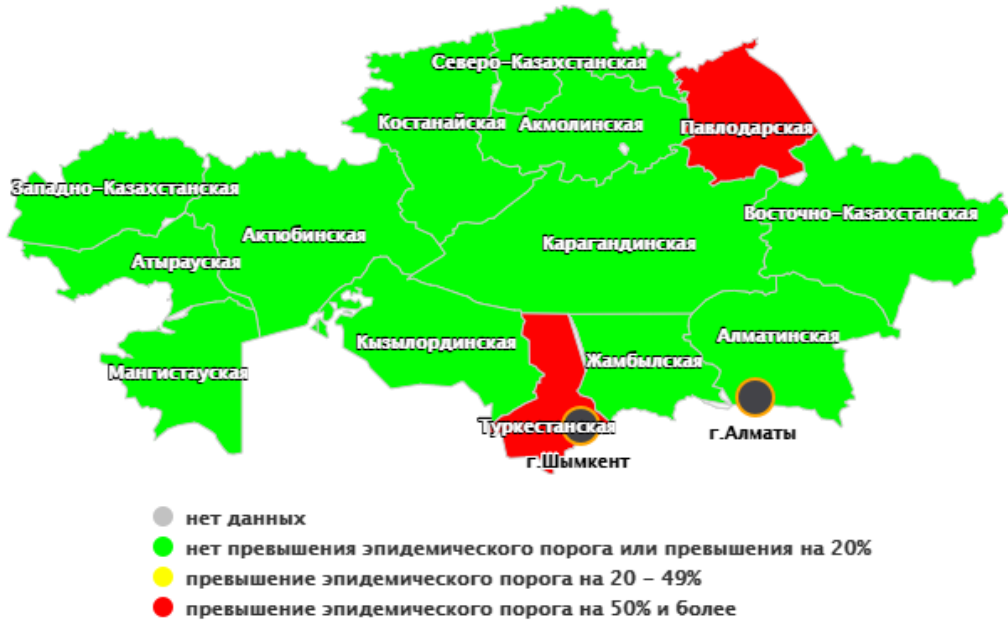 Северо-Казахстанская
Костанайская
Акмолинская
Павлодарская
Западно-Казахстанская
Восточно-Казахстанская
Актюбинская
Карагандинская
Атырауская
Алматинская
Кызылординская
Жамбылская
Мангистауская
Туркестанская
г.Алматы
г.Шымкент
нет данных
нет превышения эпидемического порога или превышения на 20%
превышение эпидемического порога на 20 - 49%
превышение эпидемического порога на 50% и более